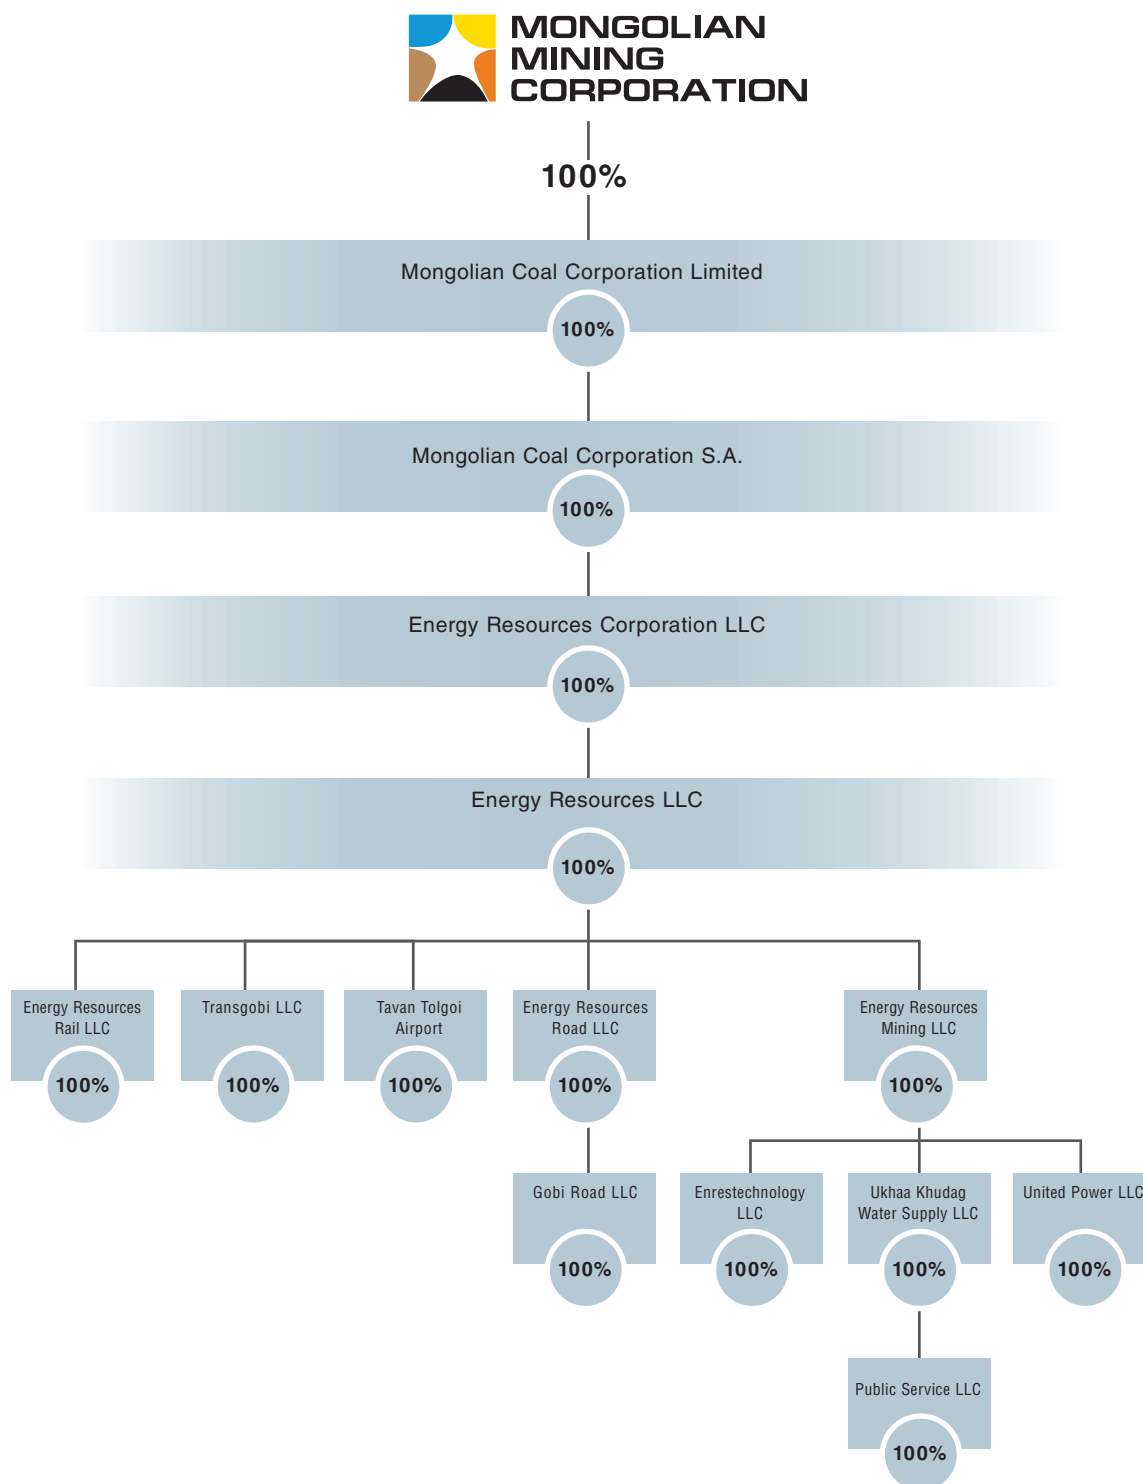 MONGOLIAN
MINING
CORPORATION
100%
Mongolian Coal Corporation Limited
100%
Mongolian Coal Corporation S.A.
100%
Energy Resources Corporation LLC
100%
Energy Resources LLC
100%
Energy Resources
Rail LLC
100%
Transgobi LLC
100%
Tavan Tolgoi
Airport
100%
Energy Resources
Road LLC
100%
Energy Resources
Mining LLC
100%
Gobi Road LLC
100%
Enrestechnology
LLC
100%
Ukhaa Khudag
Water Supply LLC
100%
United Power LLC
100%
Public Service LLC
100%